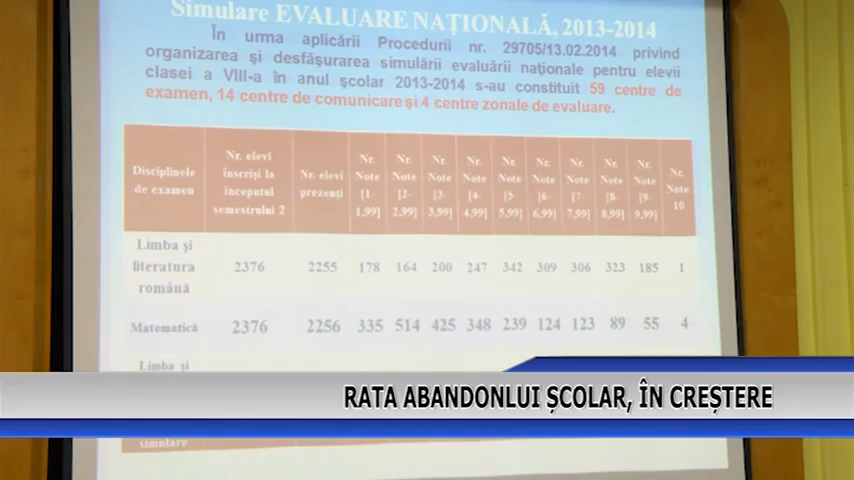 Simulare EVALUARE NAŢIONALĂ, 2013-2014
În urma aplicării Procedurii nr. 29705/13.02.2014 privind
organizarea şi desfăşurarea simulării evaluării naţionale pentru elevii
clasei a VIII-a în anul şcolar 2013-2014 s-au constituit 59 centre de
examen, 14 centre de comunicare şi 4 centre zonale de evaluare.
Disciplinele de examen
Nr. elevi înscrişi la începutul semestrului 2
Nr. elevi prezenţi
Nr. Note [1-1,99]
Nr. Note [2-2,99]
Nr. Note [3-3,99]
Nr. Note [4-4,99]
Nr. Note [5-5,99]
Nr. Note [6-6,99]
Nr. Note [7-7,99]
Nr. Note [8-8,99]
Nr. Note [9-9,99]
Nr. Note 10
Limba şi literatura română 2376 2255 178 164 200 247 342 309 306 323 185 1
Matematică 2376 2256 335 514 425 348 239 124 123 89 55 4
Limba şi
simulare
RATA ABANDONLUI ȘCOLAR, ÎN CREȘTERE